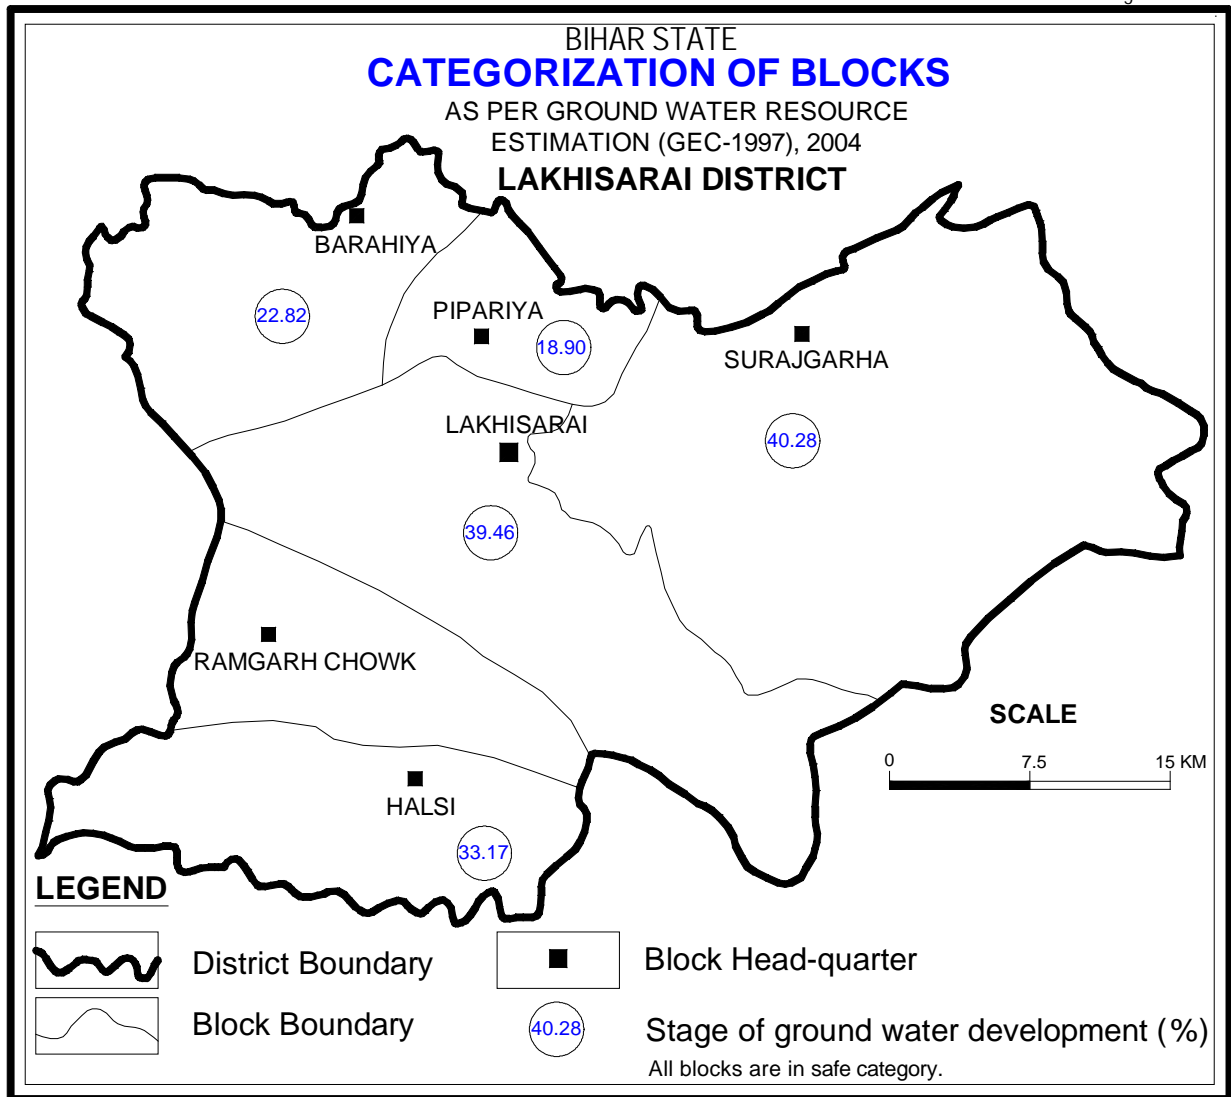 BIHAR STATE
CATEGORIZATION OF BLOCKS
AS PER GROUND WATER RESOURCE
ESTIMATION (GEC-1997), 2004
LAKHISARAI DISTRICT
BARAHIYA
22.82
PIPARIYA
18.90
SURAJGARHA
40.28
LAKHISARAI
39.46
RAMGARH CHOWK
HALSI
33.17
SCALE
0 7.5 15 KM
LEGEND
District Boundary
Block Head-quarter
Block Boundary
40.28 Stage of ground water development (%)
All blocks are in safe category.